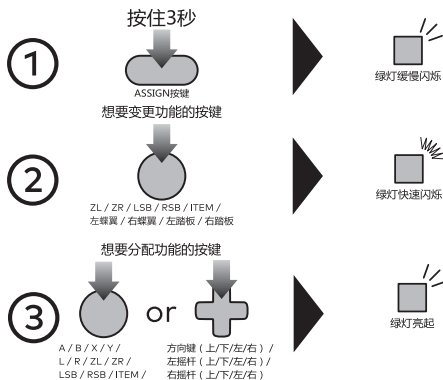 按住3秒
1
ASSIGN按键
绿灯缓慢闪烁
想要变更功能的按键
2
ZL / ZR / LSB / RSB / ITEM /
左蝶翼 / 右蝶翼 / 左踏板 / 右踏板
绿灯快速闪烁
想要分配功能的按键
3
or
A / B / X / Y /
L / R / ZL / ZR /
LSB / RSB / ITEM /
方向键 ( 上/下/左/右 ) /
左摇杆 ( 上/下/左/右 ) /
右摇杆 ( 上/下/左/右 ) /
绿灯亮起